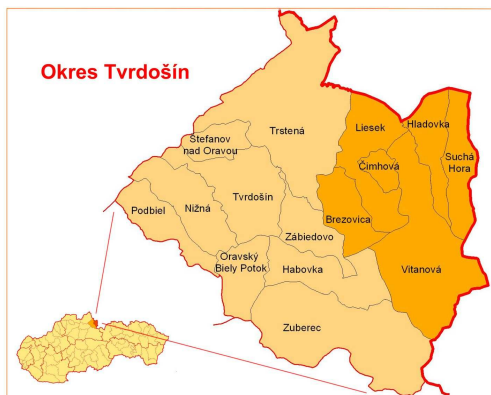 Okres Tvrdošín
Trstená
Liesek
Hladovka
Suchá
Hora
Štefanov
nad Oravou
Čimhová
Podbiel
Nižná
Tvrdošín
Brezovica
Zábiedovo
Oravský
Biely Potok
Habovka
Vitanová
Zuberec